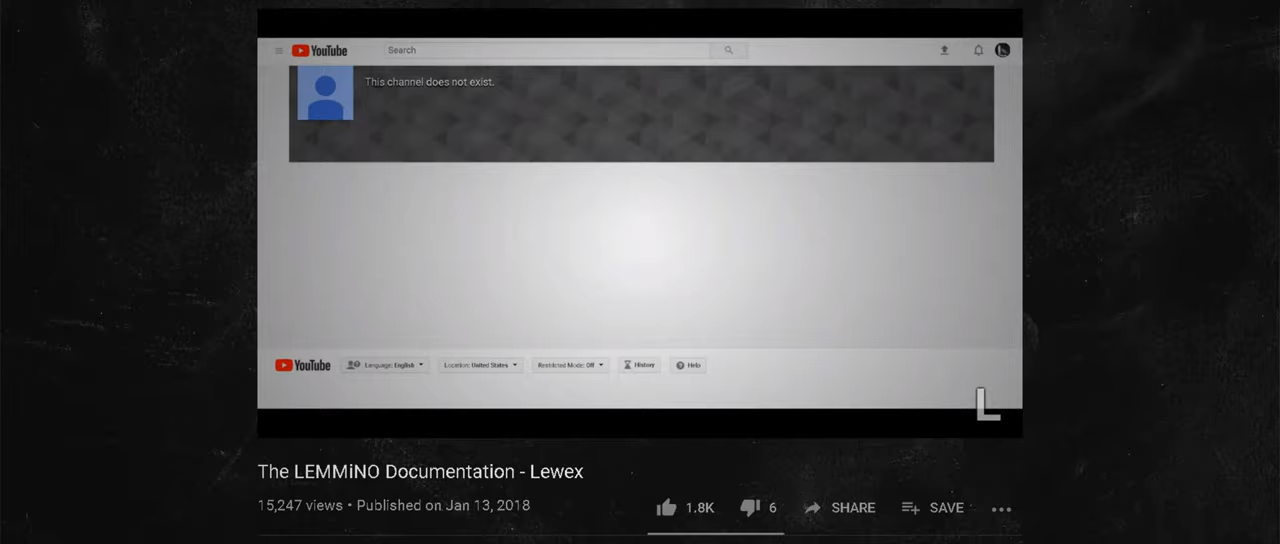 YouTube Search
This channel does not exist.
YouTube Language: English Location: United States Restricted Mode: Off History Help
L
The LEMMiNO Documentation - Lewex
15,247 views • Published on Jan 13, 2018 1.8K 6 SHARE SAVE